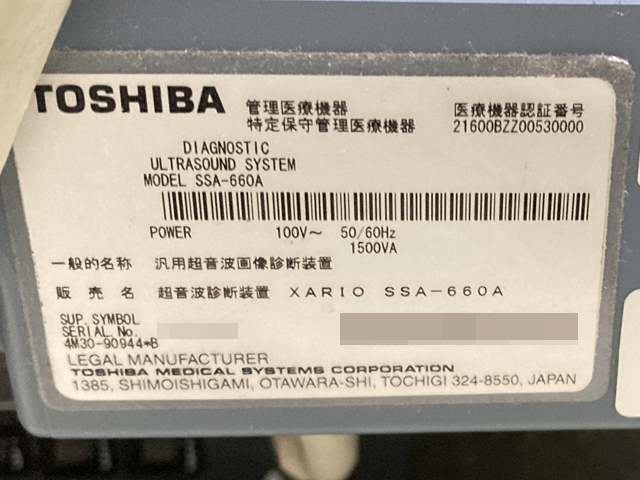 TOSHIBA
管理医療機器
特定保守管理医療機器
医療機器認証番号
21600BZZ00530000
DIAGNOSTIC
ULTRASOUND SYSTEM
MODEL SSA-660A
POWER 100V～ 50/60Hz
1500VA
一般的名称 汎用超音波画像診断装置
販売名 超音波診断装置 XARIO SSA-660A
SUP. SYMBOL
SERIAL No.
4M30-90944*B
LEGAL MANUFACTURER
TOSHIBA MEDICAL SYSTEMS CORPORATION
1385, SHIMOISHIGAMI, OTAWARA-SHI, TOCHIGI 324-8550, JAPAN